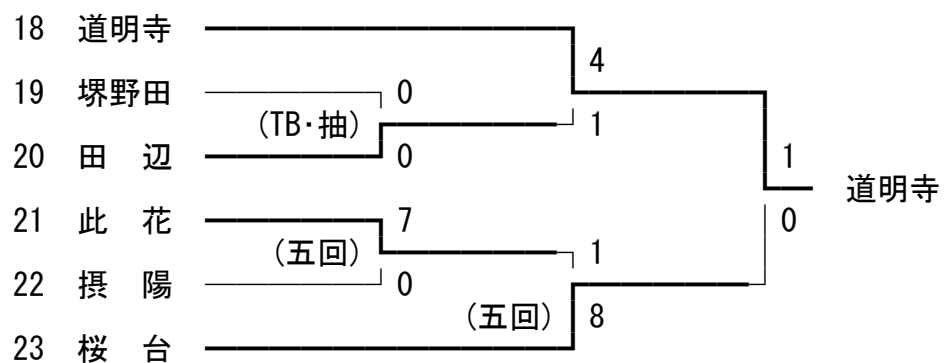 18 道明寺
4
19 堺野田
0
(TB・抽)
1
20 田　辺
0
1
道明寺
21 此　花
7
0
(五回)
1
22 摂　陽
0
(五回)
8
23 桜　台